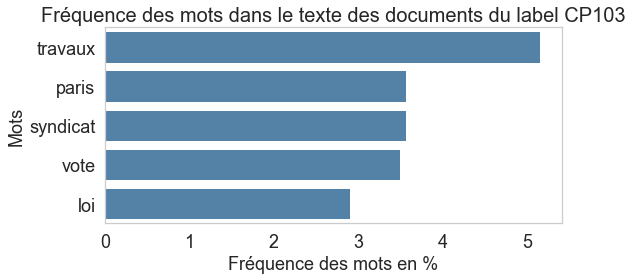 Fréquence des mots dans le texte des documents du label CP103
travaux
paris
syndicat
vote
loi
Mots
0 1 2 3 4 5
Fréquence des mots en %